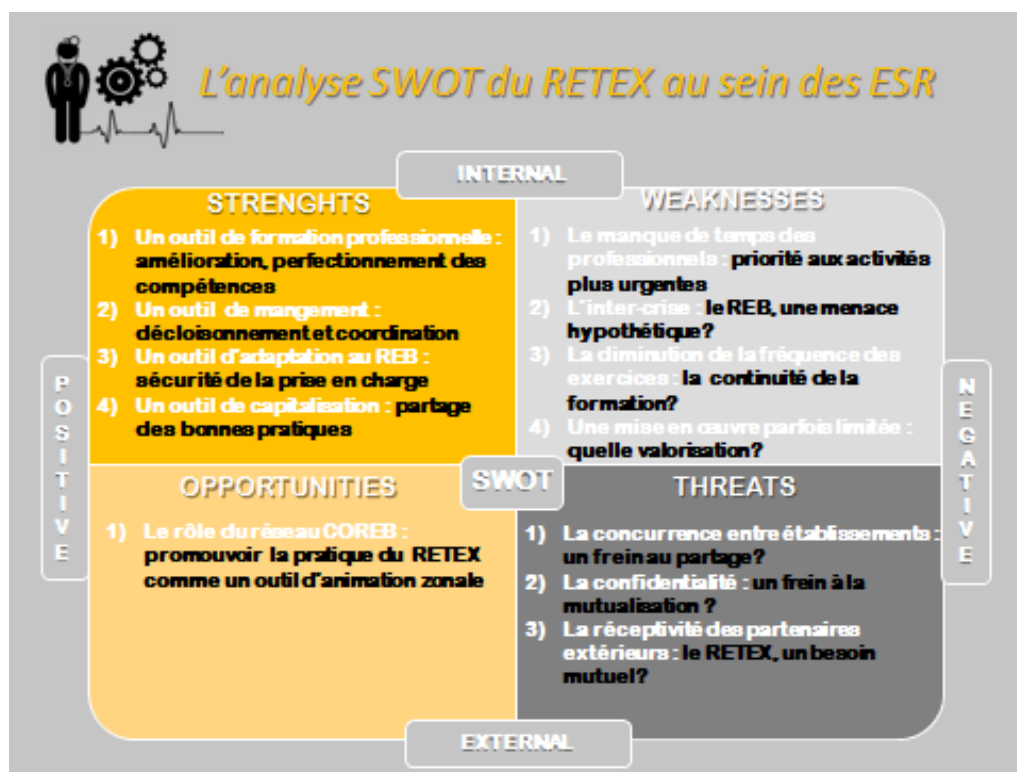 L'analyse SWOT du RETEX au sein des ESR
INTERNAL
STRENGHTS
1) Un outil de formation professionnelle :
amélioration, perfectionnement des
compétences
2) Un outil de mangement :
décloisonnement et coordination
3) Un outil d'adaptation au REB :
sécurité de la prise en charge
4) Un outil de capitalisation : partage
des bonnes pratiques
WEAKNESSES
1) Le manque de temps des
professionnels : priorité aux activités
plus urgentes
2) L'inter-crise : le REB, une menace
hypothétique?
3) La diminution de la fréquence des
exercices : la continuité de la
formation?
4) Une mise en œuvre parfois limitée :
quelle valorisation?
POSITIVE
NEGATIVE
SWOT
OPPORTUNITIES
1) Le rôle du réseau COREB :
promouvoir la pratique du RETEX
comme un outil d'animation zonale
THREATS
1) La concurrence entre établissements :
un frein au partage?
2) La confidentialité : un frein à la
mutualisation ?
3) La réceptivité des partenaires
extérieurs : le RETEX, un besoin
mutuel?
EXTERNAL